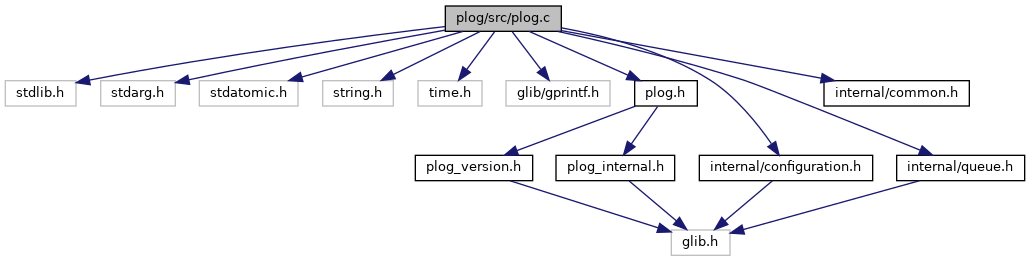 plog/src/plog.c
stdlib.h
stdarg.h
stdatomic.h
string.h
time.h
glib/gprintf.h
plog.h
internal/common.h
plog_version.h
plog_internal.h
internal/configuration.h
internal/queue.h
glib.h